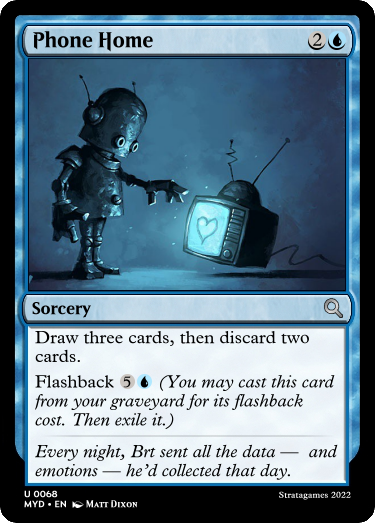 Phone Home 2
Sorcery
Draw three cards, then discard two
cards.
Flashback 5 (You may cast this card
from your graveyard for its flashback
cost. Then exile it.)
Every night, Brt sent all the data — and
emotions — he'd collected that day.
U 0068 Stratagames 2022
MYD • EN Matt Dixon